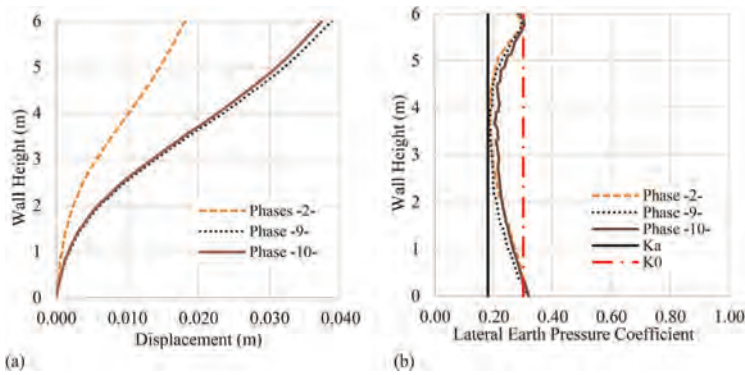 6
5
4
3
2
1
0
Wall Height (m)
Phases -2-
Phase -9-
Phase -10-
0.000 0.010 0.020 0.030 0.040
Displacement (m)
(a)
6
5
4
3
2
1
0
Wall Height (m)
Phase -2-
Phase -9-
Phase -10-
Ka
K0
0.00 0.20 0.40 0.60 0.80 1.00
Lateral Earth Pressure Coefficient
(b)